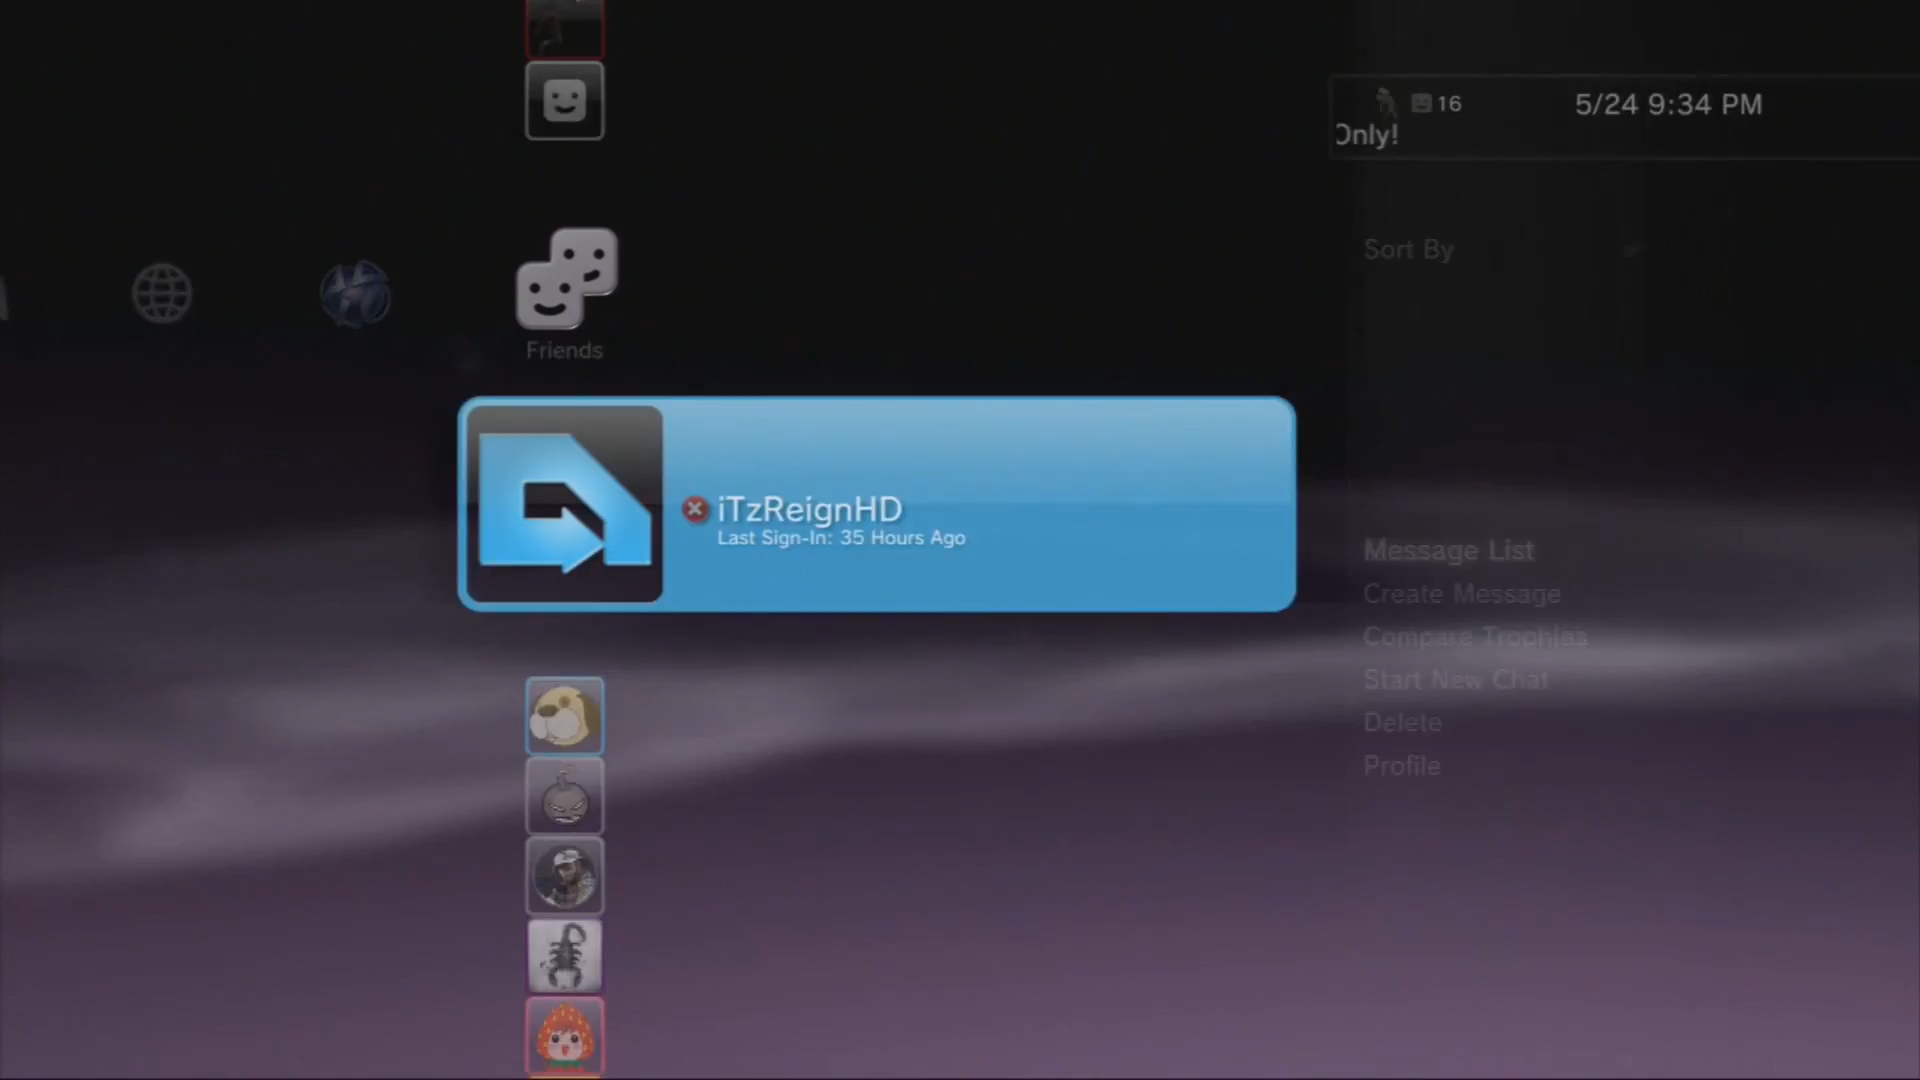 16
5/24 9:34 PM
Only!
Sort By
Friends
iTzReignHD
Last Sign-In: 35 Hours Ago
Message List
Create Message
Compare Trophies
Start New Chat
Delete
Profile